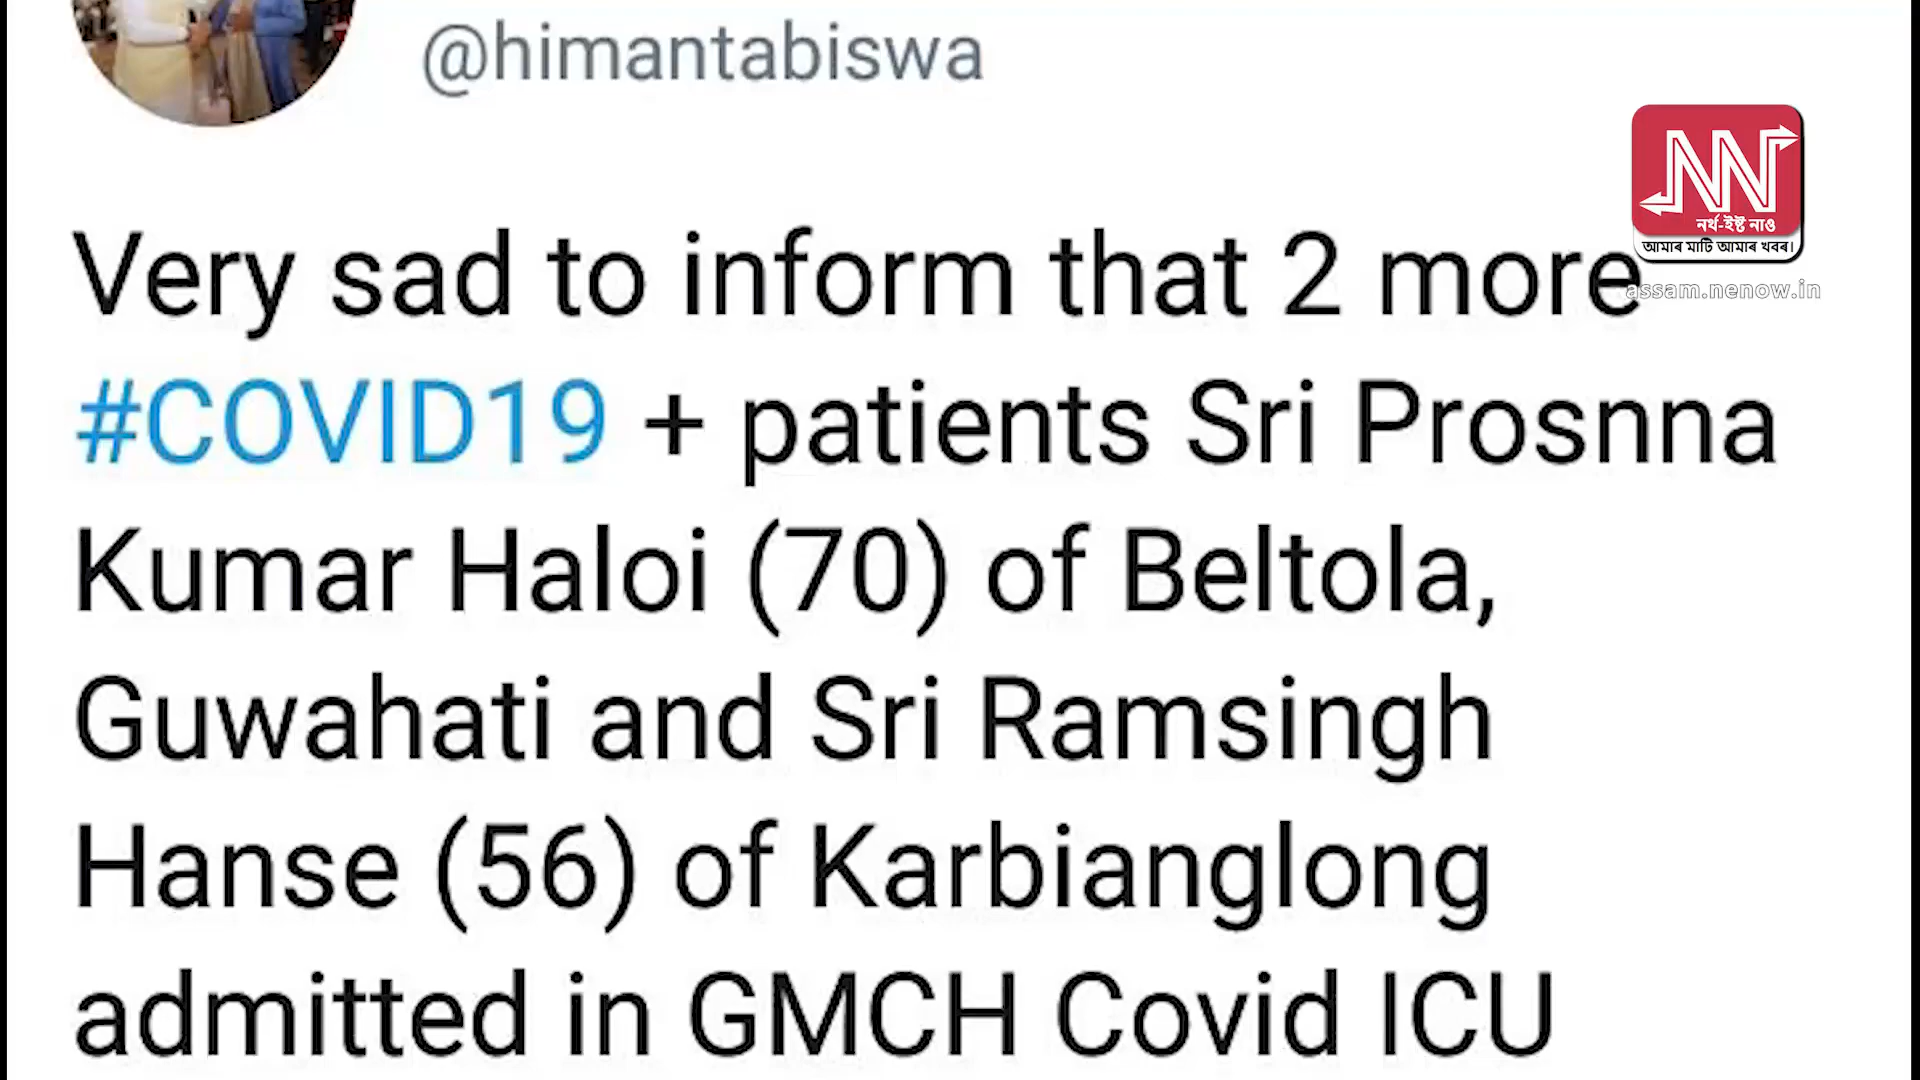 @himantabiswa
নৰ্থ-ইষ্ট নাও
আমাৰ মাটি আমাৰ খবৰ।
assam.nenow.in
Very sad to inform that 2 more
#COVID19 + patients Sri Prosnna
Kumar Haloi (70) of Beltola,
Guwahati and Sri Ramsingh
Hanse (56) of Karbianglong
admitted in GMCH Covid ICU